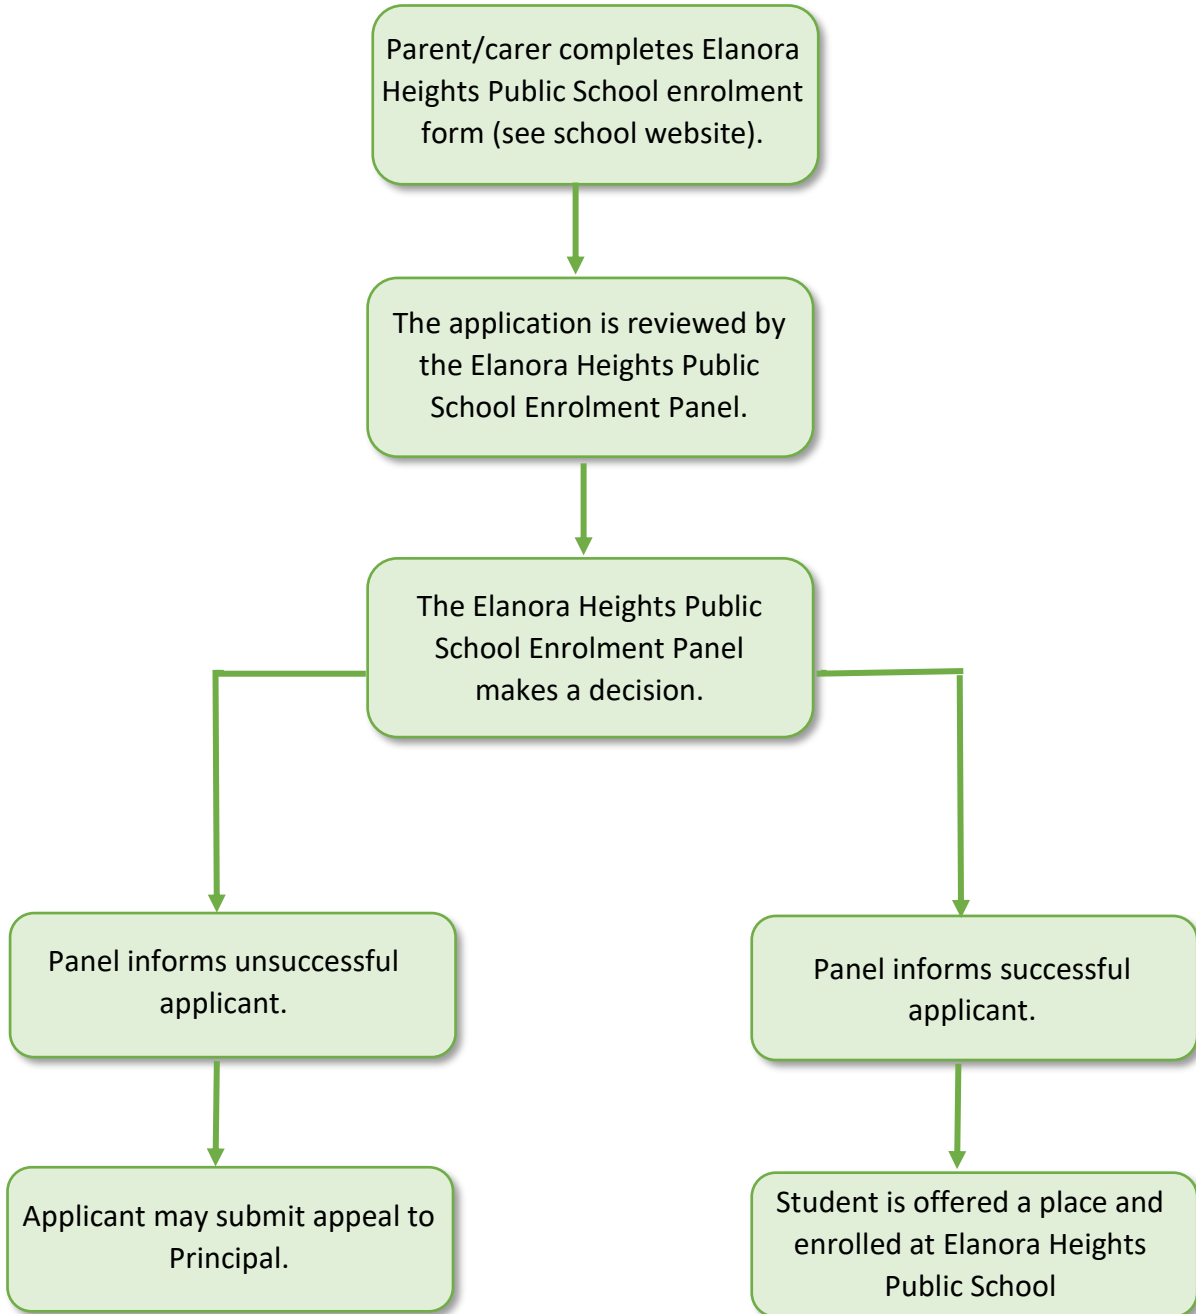 Parent/carer completes Elanora
Heights Public School enrolment
form (see school website).
The application is reviewed by
the Elanora Heights Public
School Enrolment Panel.
The Elanora Heights Public
School Enrolment Panel
makes a decision.
Panel informs unsuccessful
applicant.
Panel informs successful
applicant.
Applicant may submit appeal to
Principal.
Student is offered a place and
enrolled at Elanora Heights
Public School